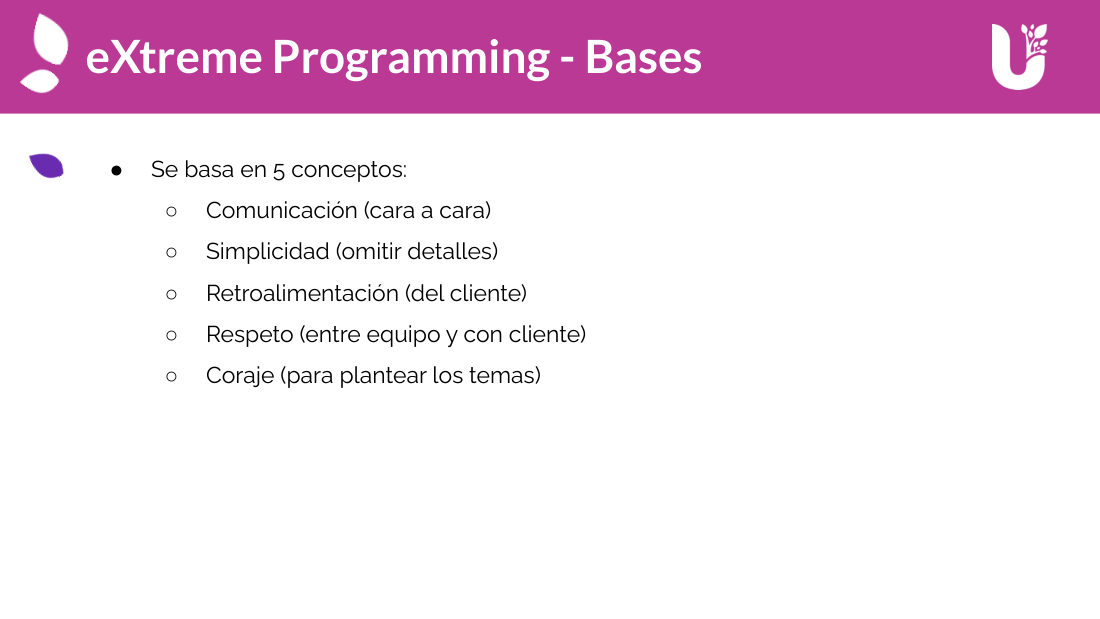 eXtreme Programming - Bases
● Se basa en 5 conceptos:
○ Comunicación (cara a cara)
○ Simplicidad (omitir detalles)
○ Retroalimentación (del cliente)
○ Respeto (entre equipo y con cliente)
○ Coraje (para plantear los temas)